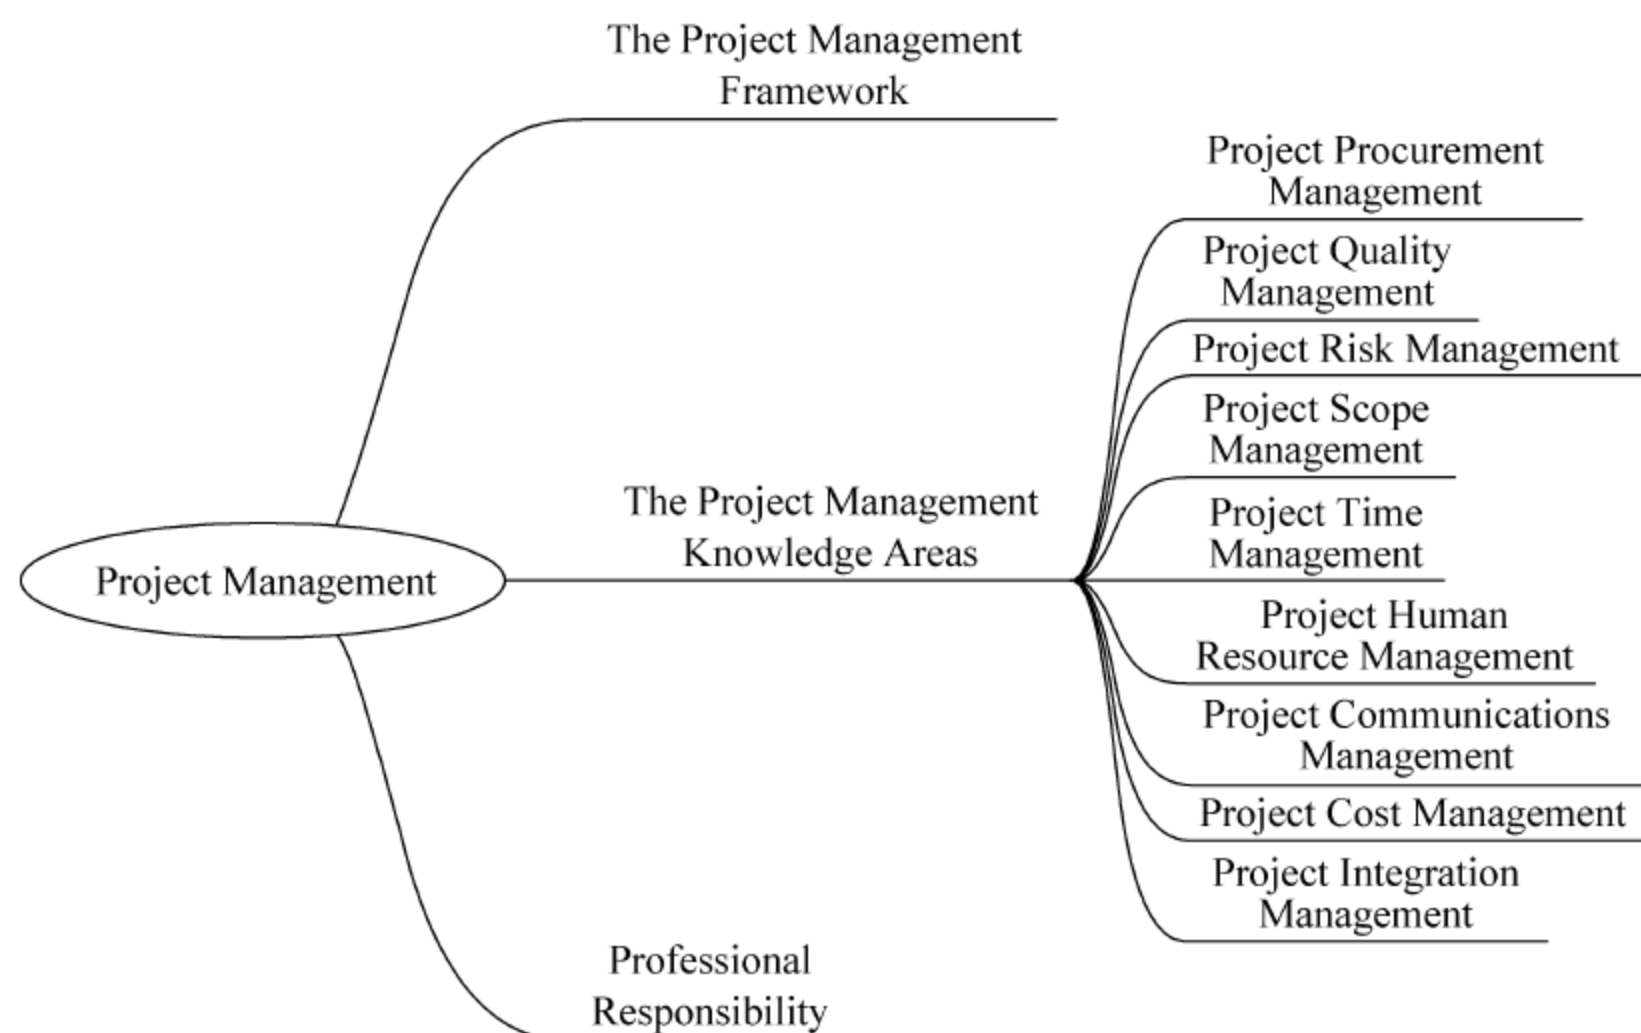 The Project Management
Framework
Project Procurement
Management
Project Quality
Management
Project Risk Management
Project Scope
Management
The Project Management
Knowledge Areas
Project Time
Management
Project Management
Project Human
Resource Management
Project Communications
Management
Project Cost Management
Project Integration
Management
Professional
Responsibility